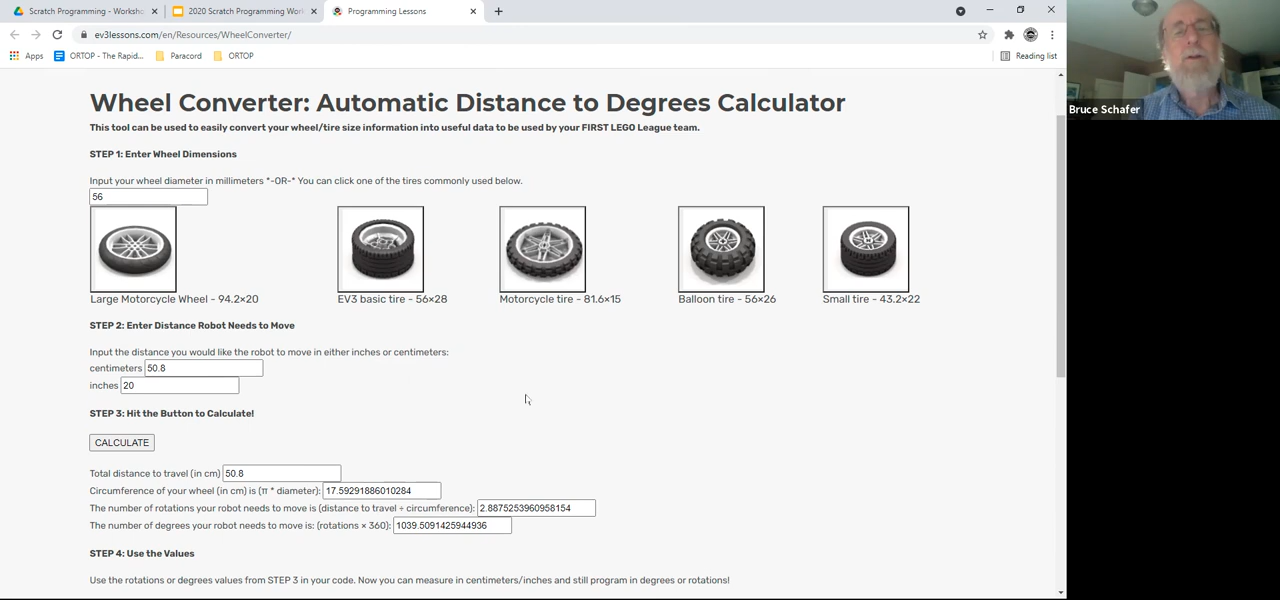 Scratch Programming - Worksho
2020 Scratch Programming Work
Programming Lessons
ev3lessons.com/en/Resources/WheelConverter/
Apps
ORTOP - The Rapid...
Paracord
ORTOP
Reading list
Wheel Converter: Automatic Distance to Degrees Calculator
This tool can be used to easily convert your wheel/tire size information into useful data to be used by your FIRST LEGO League team.
STEP 1: Enter Wheel Dimensions
Input your wheel diameter in millimeters *-OR-* You can click one of the tires commonly used below.
56
Large Motorcycle Wheel - 94.2×20
EV3 basic tire - 56×28
Motorcycle tire - 81.6×15
Balloon tire - 56×26
Small tire - 43.2×22
STEP 2: Enter Distance Robot Needs to Move
Input the distance you would like the robot to move in either inches or centimeters:
centimeters 50.8
inches 20
STEP 3: Hit the Button to Calculate!
CALCULATE
Total distance to travel (in cm) 50.8
Circumference of your wheel (in cm) is (π * diameter): 17.59291886010284
The number of rotations your robot needs to move is (distance to travel ÷ circumference): 2.8875253960958154
The number of degrees your robot needs to move is: (rotations × 360): 1039.5091425944936
STEP 4: Use the Values
Use the rotations or degrees values from STEP 3 in your code. Now you can measure in centimeters/inches and still program in degrees or rotations!
Bruce Schafer